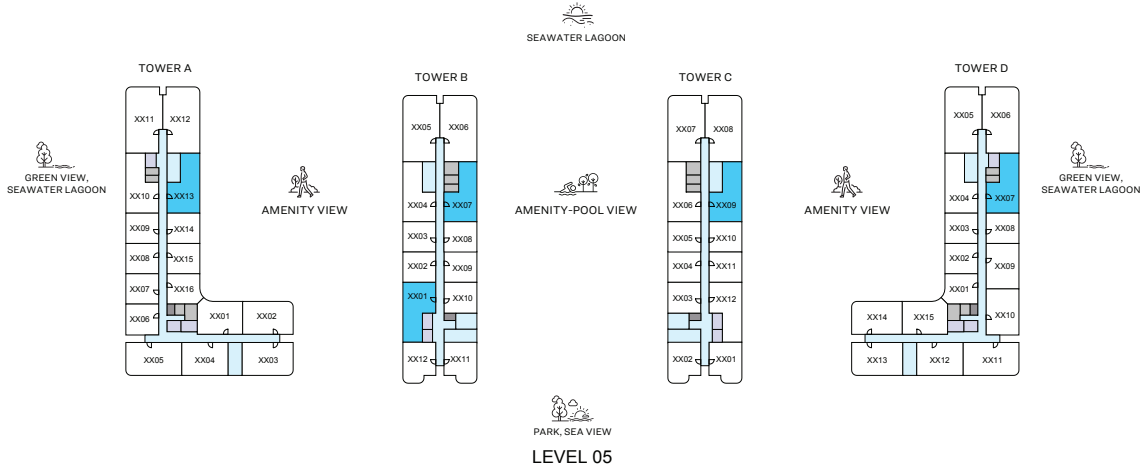 SEAWATER LAGOON
TOWER A
TOWER B
TOWER C
TOWER D
XX11
XX12
XX05
XX06
XX07
XX08
XX05
XX06
GREEN VIEW,
SEAWATER LAGOON
GREEN VIEW,
SEAWATER LAGOON
XX10
XX13
XX04
XX07
XX06
XX09
XX04
XX07
AMENITY VIEW
AMENITY-POOL VIEW
AMENITY VIEW
XX09
XX14
XX03
XX08
XX05
XX10
XX03
XX08
XX08
XX15
XX02
XX09
XX04
XX11
XX02
XX09
XX07
XX16
XX01
XX10
XX03
XX12
XX01
XX10
XX06
XX01
XX02
XX14
XX15
XX05
XX04
XX03
XX12
XX11
XX02
XX01
XX13
XX12
XX11
PARK, SEA VIEW
LEVEL 05